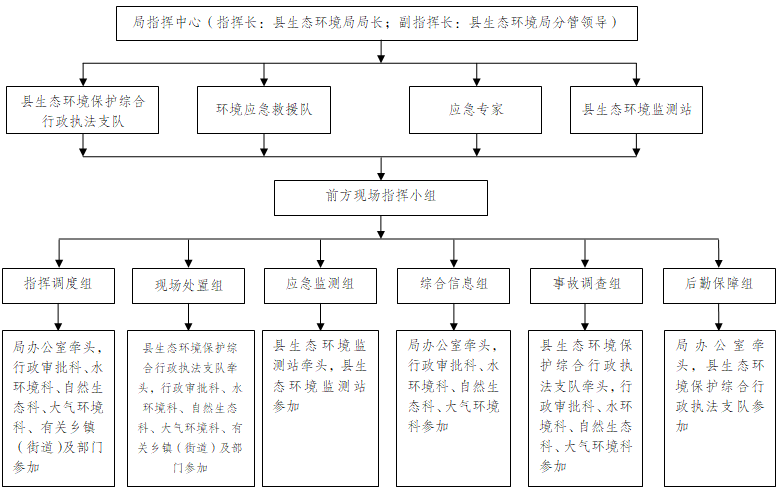 局指挥中心（指挥长：县生态环境局局长；副指挥长：县生态环境局分管领导）
县生态环境保护综合
行政执法支队
环境应急救援队
应急专家
县生态环境监测站
前方现场指挥小组
指挥调度组
现场处置组
应急监测组
综合信息组
事故调查组
后勤保障组
局办公室牵头，
行政审批科、水
环境科、自然生
态科、大气环境
科、有关乡镇
（街道）及部门
参加
县生态环境保护综
合行政执法支队牵
头，行政审批科、水
环境科、自然生态
科、大气环境科、有
关乡镇（街道）及部
门参加
县生态环境监
测站牵头，县生
态环境监测站
参加
局办公室牵头，
行政审批科、水
环境科、自然生
态科、大气环境
科参加
县生态环境保
护综合行政执
法支队牵头，行
政审批科、水环
境科、自然生态
科、大气环境科
参加
局办公室牵
头，县生态环
境保护综合行
政执法支队参
加